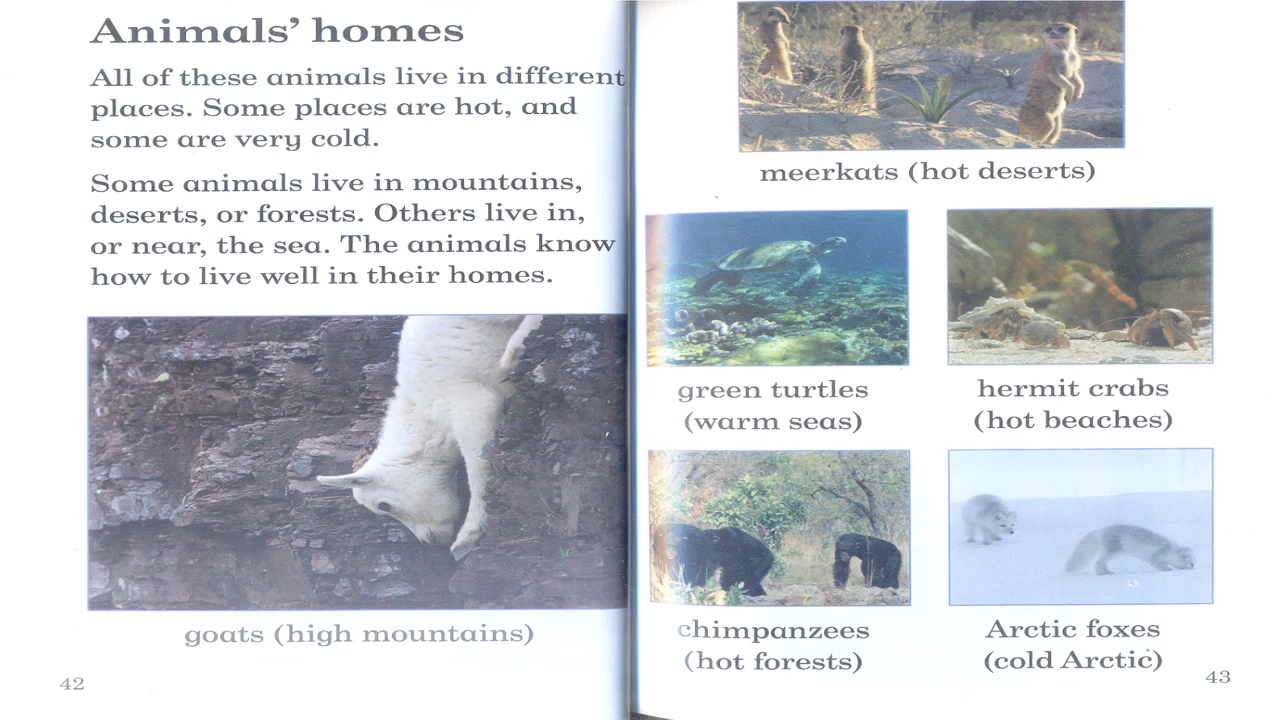 Animals' homes
All of these animals live in different
places. Some places are hot, and
some are very cold.
Some animals live in mountains,
deserts, or forests. Others live in,
or near, the sea. The animals know
how to live well in their homes.
goats (high mountains)
42
meerkats (hot deserts)
green turtles
(warm seas)
hermit crabs
(hot beaches)
chimpanzees
(hot forests)
Arctic foxes
(cold Arctic)
43